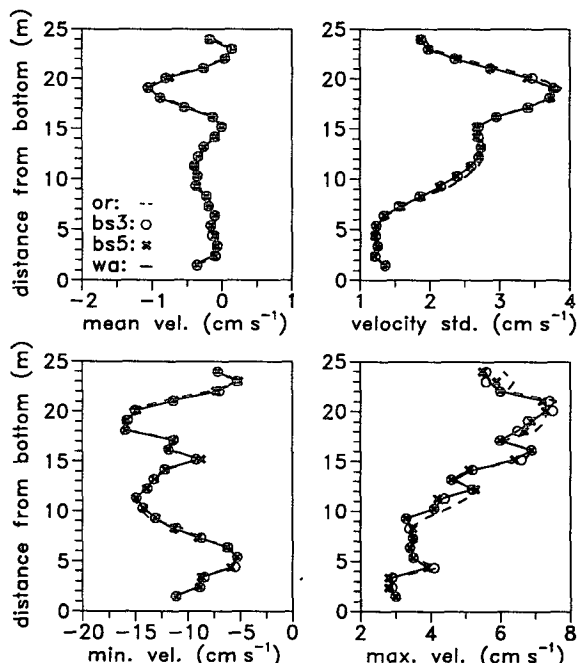 distance from bottom (m)
25
20
15
10
5
0
or: --
bs3: o
bs5: ×
wa: —
−2 −1 0 1
mean vel. (cm s⁻¹)
25
20
15
10
5
0
1 2 3 4
velocity std. (cm s⁻¹)
distance from bottom (m)
25
20
15
10
5
0
−20 −15 −10 −5 0
min. vel. (cm s⁻¹)
25
20
15
10
5
0
2 4 6 8
max. vel. (cm s⁻¹)